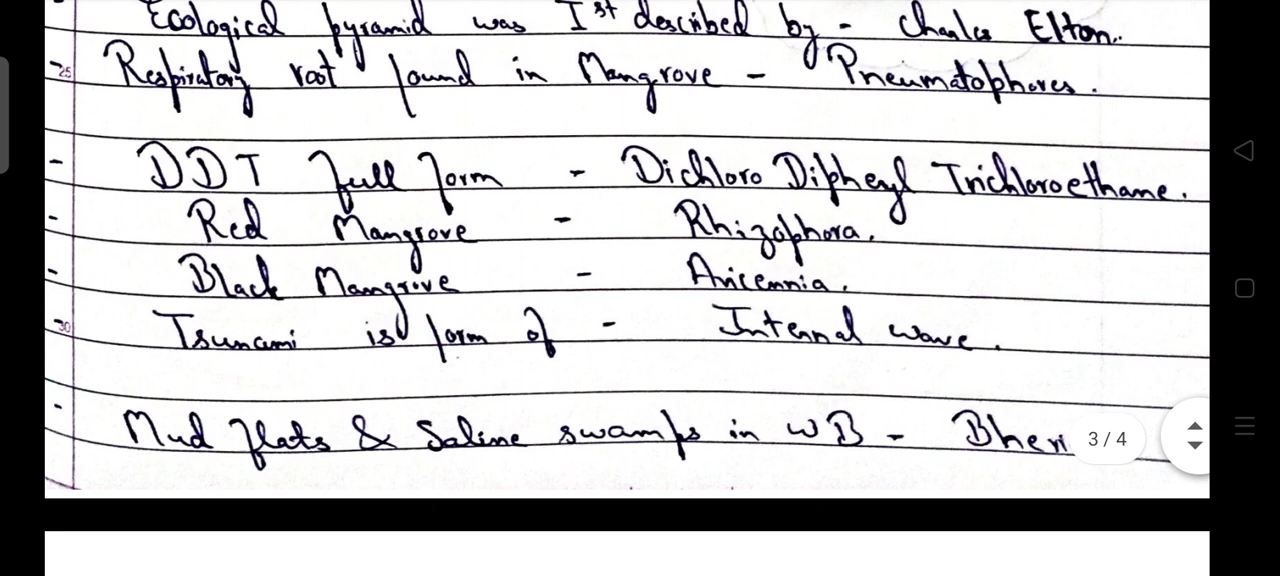 Ecological pyramid was Ist described by - Charles Elton.
25 Respiratory root found in Mangrove - Pneumatophores.
- DDT full form - Dichloro Diphenyl Trichloroethane.
- Red Mangrove - Rhizophora.
- Black Mangrove - Avicennia.
30 Tsunami is form of - Internal wave.
- Mud flats & Saline swamps in WB - Bheri
3 / 4